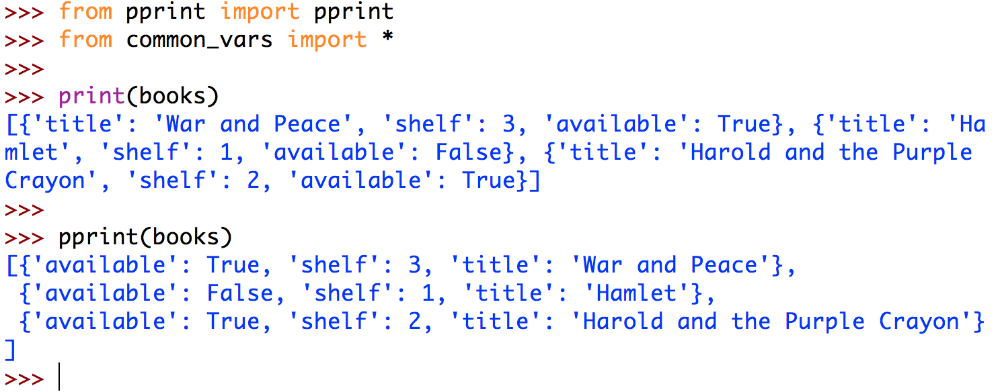 >>> from pprint import pprint
>>> from common_vars import *
>>>
>>> print(books)
[{'title': 'War and Peace', 'shelf': 3, 'available': True}, {'title': 'Ha
mlet', 'shelf': 1, 'available': False}, {'title': 'Harold and the Purple
Crayon', 'shelf': 2, 'available': True}]
>>>
>>> pprint(books)
[{'available': True, 'shelf': 3, 'title': 'War and Peace'},
 {'available': False, 'shelf': 1, 'title': 'Hamlet'},
 {'available': True, 'shelf': 2, 'title': 'Harold and the Purple Crayon'}
]
>>>